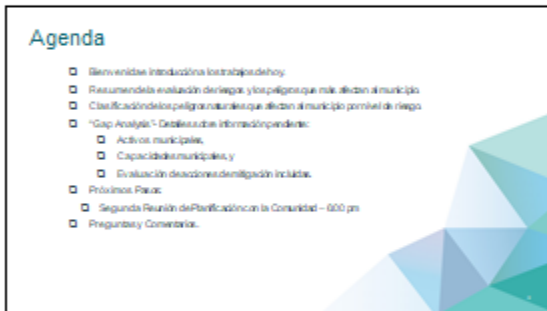 Agenda
Bienvenida e introducción a los trabajos de hoy.
Resumen de la evaluación de riesgos y los peligros que más afectan al municipio.
Clasificación de los peligros naturales que afectan al municipio por nivel de riesgo.
"Gap Analysis"- Detalles sobre información pendiente:
Activos municipales,
Capacidades municipales, y
Evaluación de acciones de mitigación incluidas.
Próximos Pasos:
Segunda Reunión de Planificación con la Comunidad – 6:00 pm
Preguntas y Comentarios.